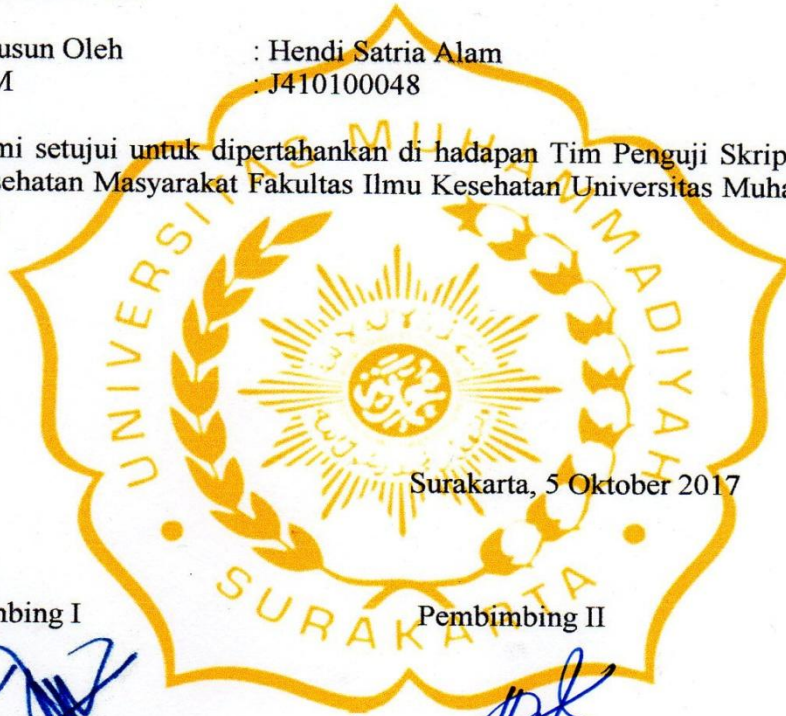 usun Oleh : Hendi Satria Alam
M : J410100048
mi setujui untuk dipertahankan di hadapan Tim Penguji Skrip
sehatan Masyarakat Fakultas Ilmu Kesehatan Universitas Muha
UNIVERSITAS MUHAMMADIYAH
Surakarta, 5 Oktober 2017
SURAKARTA
nbing I Pembimbing II